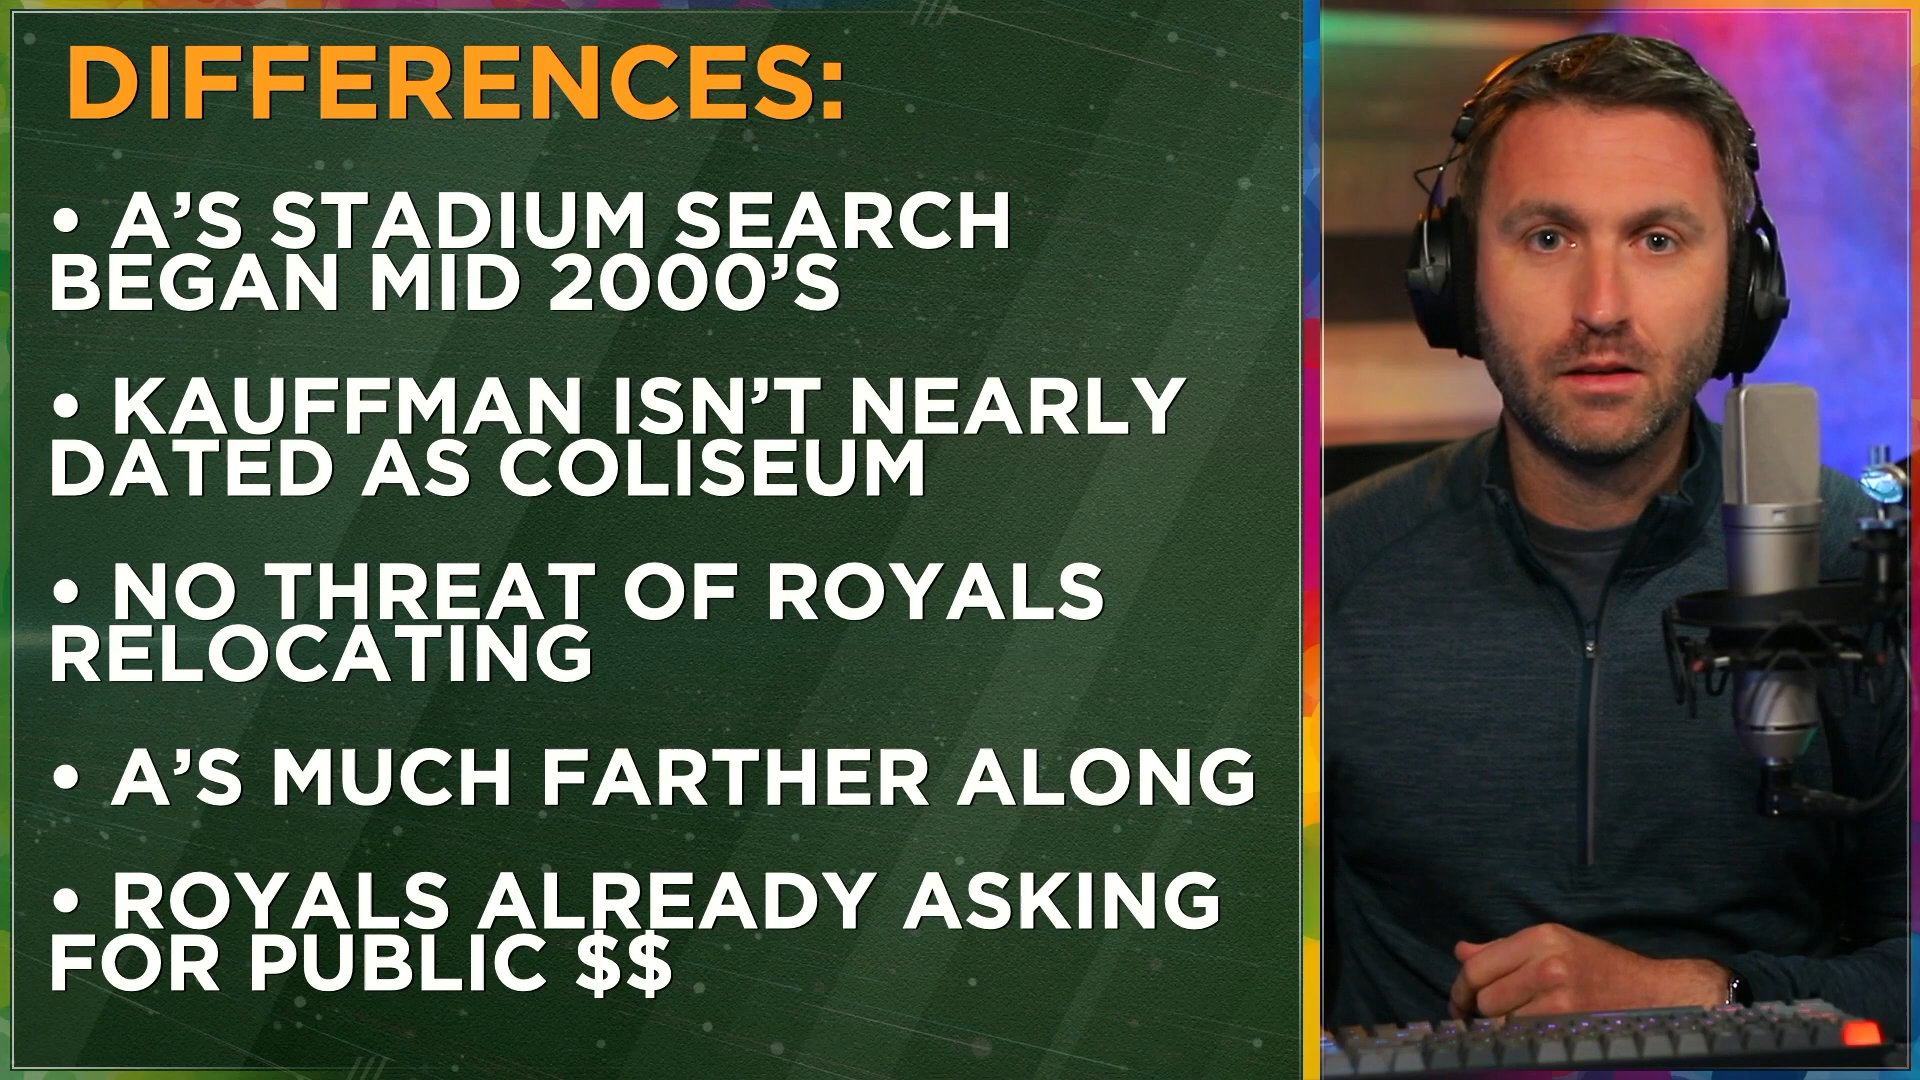 DIFFERENCES:
• A’S STADIUM SEARCH
BEGAN MID 2000’S
• KAUFFMAN ISN’T NEARLY
DATED AS COLISEUM
• NO THREAT OF ROYALS
RELOCATING
• A’S MUCH FARTHER ALONG
• ROYALS ALREADY ASKING
FOR PUBLIC $$